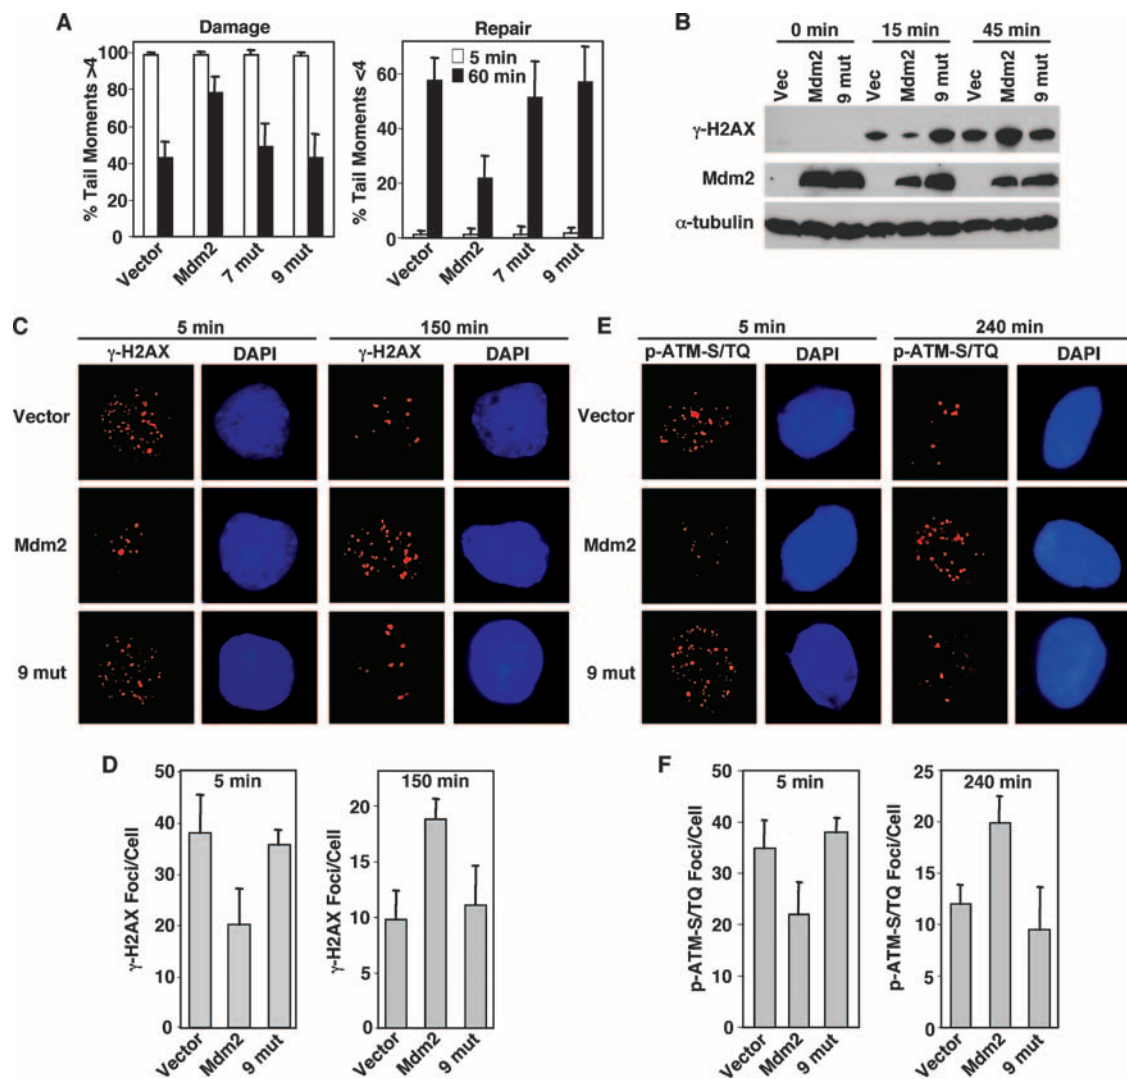 A
Damage
% Tail Moments >4
100
80
60
40
20
0
Vector
Mdm2
7 mut
9 mut
Repair
% Tail Moments <4
5 min
60 min
60
40
20
0
Vector
Mdm2
7 mut
9 mut
B
0 min 15 min 45 min
Vec Mdm2 9 mut Vec Mdm2 9 mut Vec Mdm2 9 mut
γ-H2AX
Mdm2
α-tubulin
C
5 min 150 min
γ-H2AX DAPI γ-H2AX DAPI
Vector
Mdm2
9 mut
E
5 min 240 min
p-ATM-S/TQ DAPI p-ATM-S/TQ DAPI
Vector
Mdm2
9 mut
D
γ-H2AX Foci/Cell
5 min
50
40
30
20
10
0
Vector
Mdm2
9 mut
γ-H2AX Foci/Cell
150 min
20
15
10
5
0
Vector
Mdm2
9 mut
F
p-ATM-S/TQ Foci/Cell
5 min
50
40
30
20
10
0
Vector
Mdm2
9 mut
p-ATM-S/TQ Foci/Cell
240 min
25
20
15
10
5
0
Vector
Mdm2
9 mut